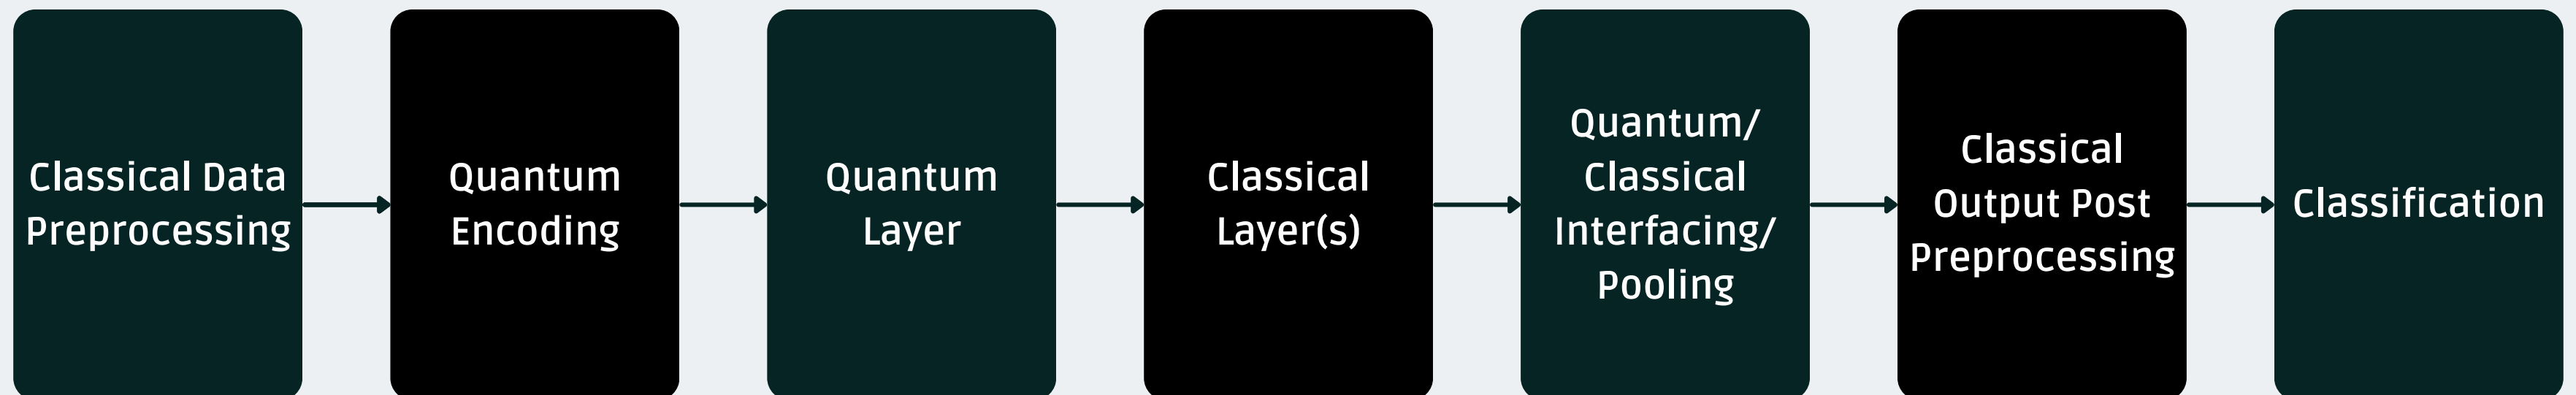 Classical Data
Preprocessing
Quantum
Encoding
Quantum
Layer
Classical
Layer(s)
Quantum/
Classical
Interfacing/
Pooling
Classical
Output Post
Preprocessing
Classification